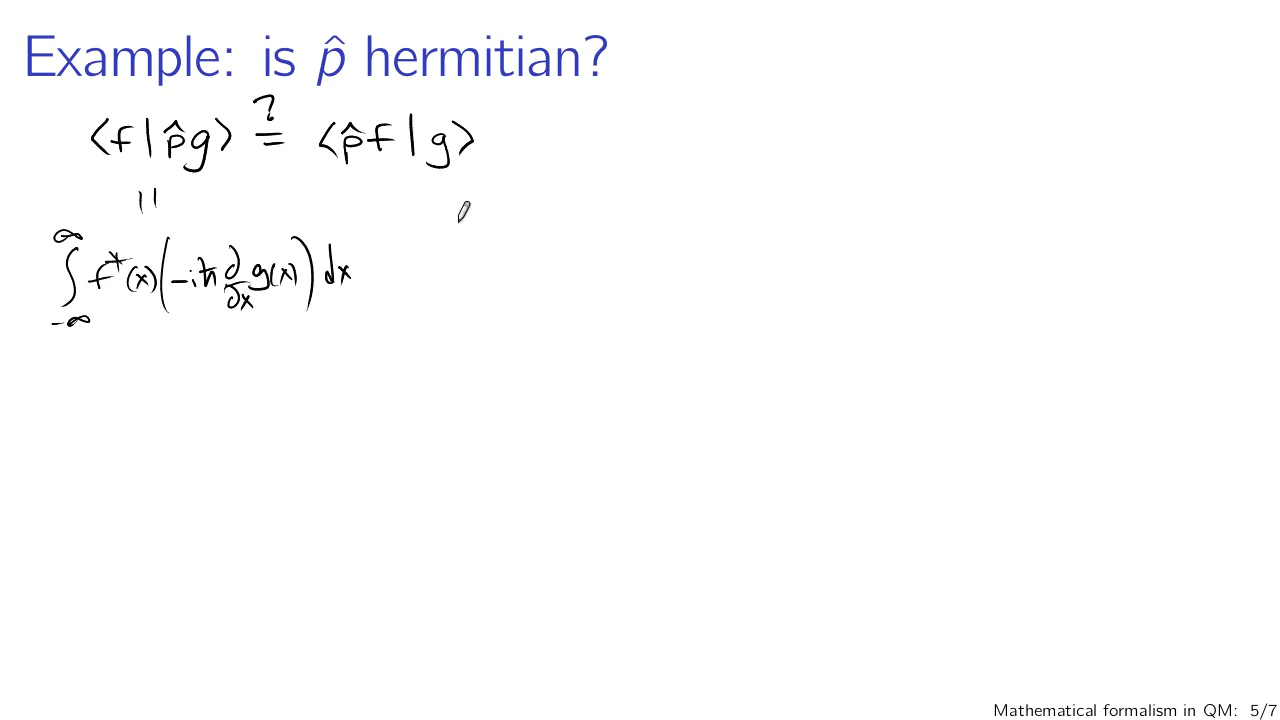 Example: is p̂ hermitian?
⟨f|p̂g⟩ ≟ ⟨p̂f|g⟩
||
∫_{-∞}^{∞} f*(x)(-iħ ∂/∂x g(x)) dx
Mathematical formalism in QM: 5/7